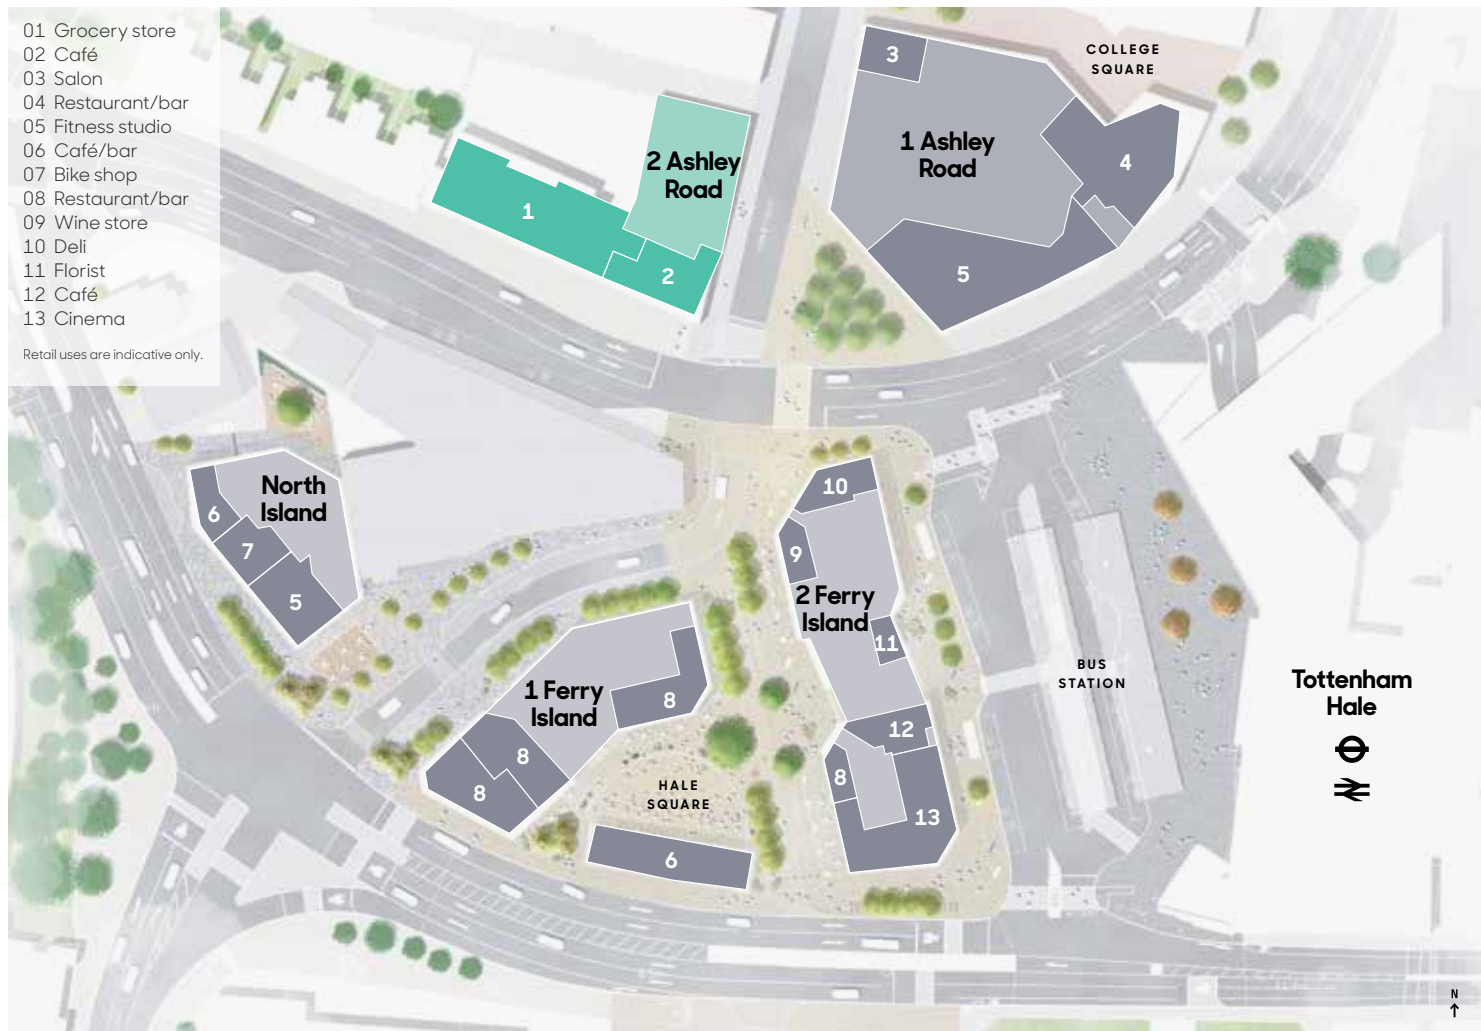 01 Grocery store
02 Café
03 Salon
04 Restaurant/bar
05 Fitness studio
06 Café/bar
07 Bike shop
08 Restaurant/bar
09 Wine store
10 Deli
11 Florist
12 Café
13 Cinema
Retail uses are indicative only.
COLLEGE
SQUARE
3
1 Ashley
Road
4
5
2 Ashley
Road
1
2
North
Island
6
7
5
10
9
2 Ferry
Island
11
12
8
13
1 Ferry
Island
8
8
8
HALE
SQUARE
6
BUS
STATION
Tottenham
Hale
N